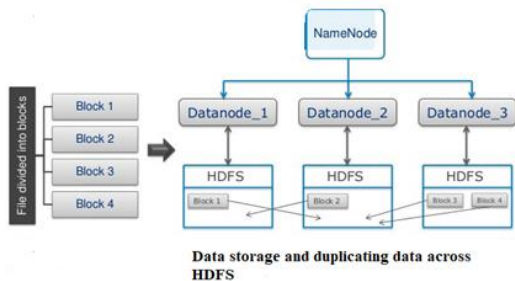 NameNode
File divided into blocks
Block 1
Block 2
Block 3
Block 4
Datanode_1
Datanode_2
Datanode_3
HDFS
HDFS
HDFS
Block 1
Block 2
Block 3
Block 4
Data storage and duplicating data across
HDFS